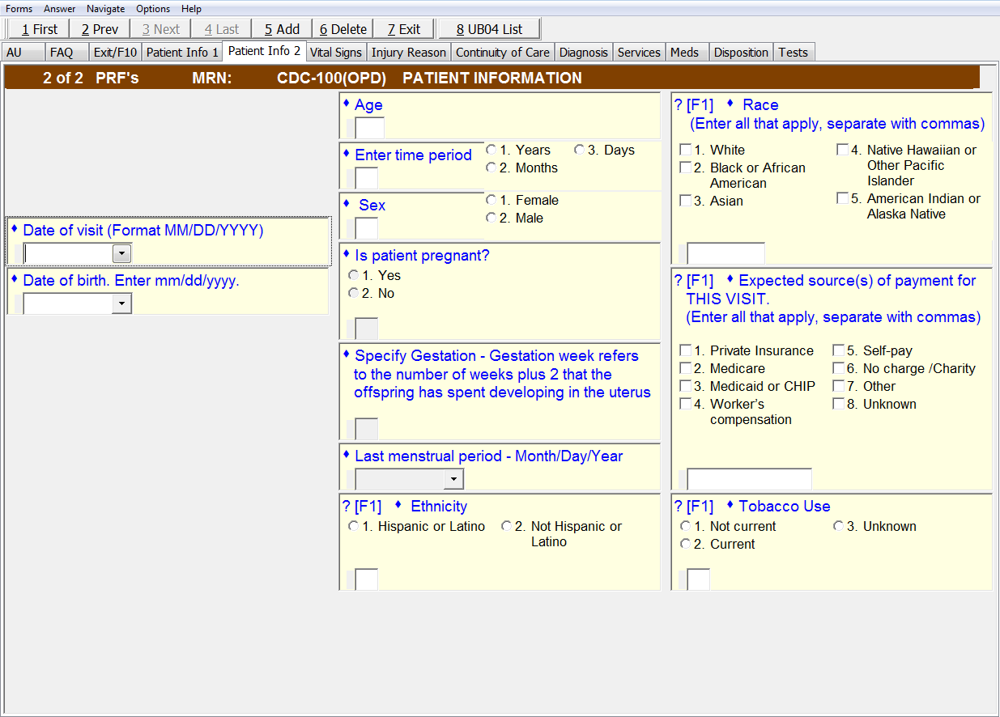 Forms Answer Navigate Options Help
1 First 2 Prev 3 Next 4 Last 5 Add 6 Delete 7 Exit 8 UB04 List
AU FAQ Exit/F10 Patient Info 1 Patient Info 2 Vital Signs Injury Reason Continuity of Care Diagnosis Services Meds Disposition Tests
2 of 2 PRF's MRN: CDC-100(OPD) PATIENT INFORMATION
Date of visit (Format MM/DD/YYYY)
Date of birth. Enter mm/dd/yyyy.
Age
Enter time period
1. Years
2. Months
3. Days
Sex
1. Female
2. Male
Is patient pregnant?
1. Yes
2. No
Specify Gestation - Gestation week refers
to the number of weeks plus 2 that the
offspring has spent developing in the uterus
Last menstrual period - Month/Day/Year
? [F1] Ethnicity
1. Hispanic or Latino
2. Not Hispanic or
Latino
? [F1] Race
(Enter all that apply, separate with commas)
1. White
2. Black or African
American
3. Asian
4. Native Hawaiian or
Other Pacific
Islander
5. American Indian or
Alaska Native
? [F1] Expected source(s) of payment for
THIS VISIT.
(Enter all that apply, separate with commas)
1. Private Insurance
2. Medicare
3. Medicaid or CHIP
4. Worker's
compensation
5. Self-pay
6. No charge /Charity
7. Other
8. Unknown
? [F1] Tobacco Use
1. Not current
2. Current
3. Unknown